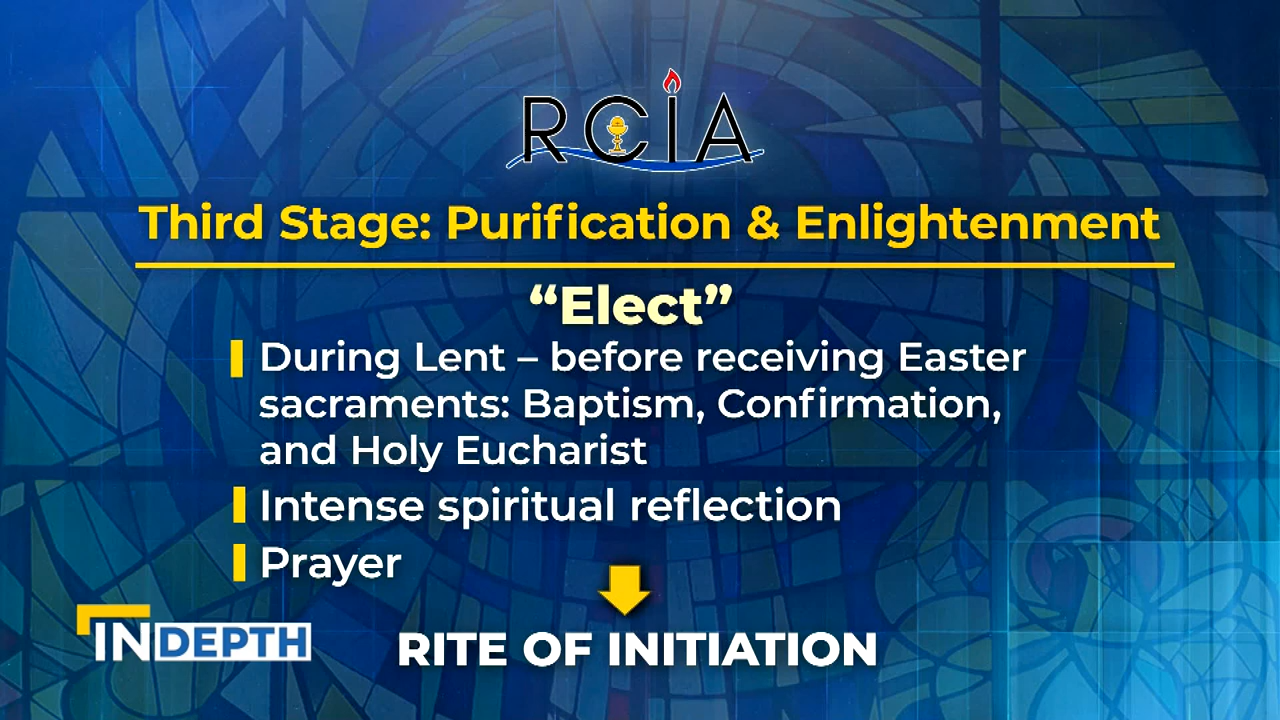 RCIA
Third Stage: Purification & Enlightenment
“Elect”
During Lent – before receiving Easter
sacraments: Baptism, Confirmation,
and Holy Eucharist
Intense spiritual reflection
Prayer
RITE OF INITIATION
INDEPTH